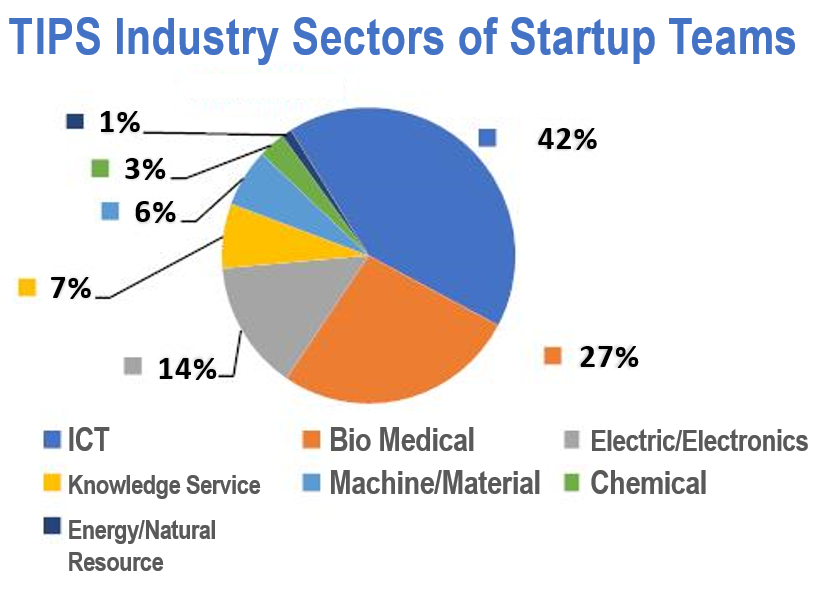 TIPS Industry Sectors of Startup Teams
1%
42%
3%
6%
7%
27%
14%
ICT
Bio Medical
Electric/Electronics
Knowledge Service
Machine/Material
Chemical
Energy/Natural
Resource